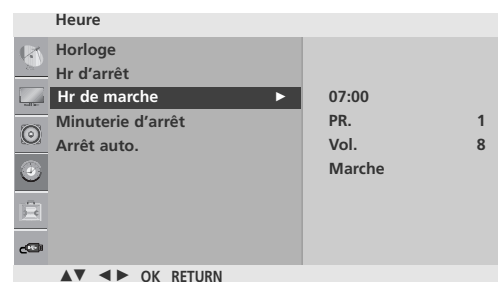 Heure
Horloge
Hr d’arrêt
Hr de marche ► 07:00
Minuterie d’arrêt PR. 1
Arrêt auto. Vol. 8
Marche
▲▼ ◄► OK RETURN